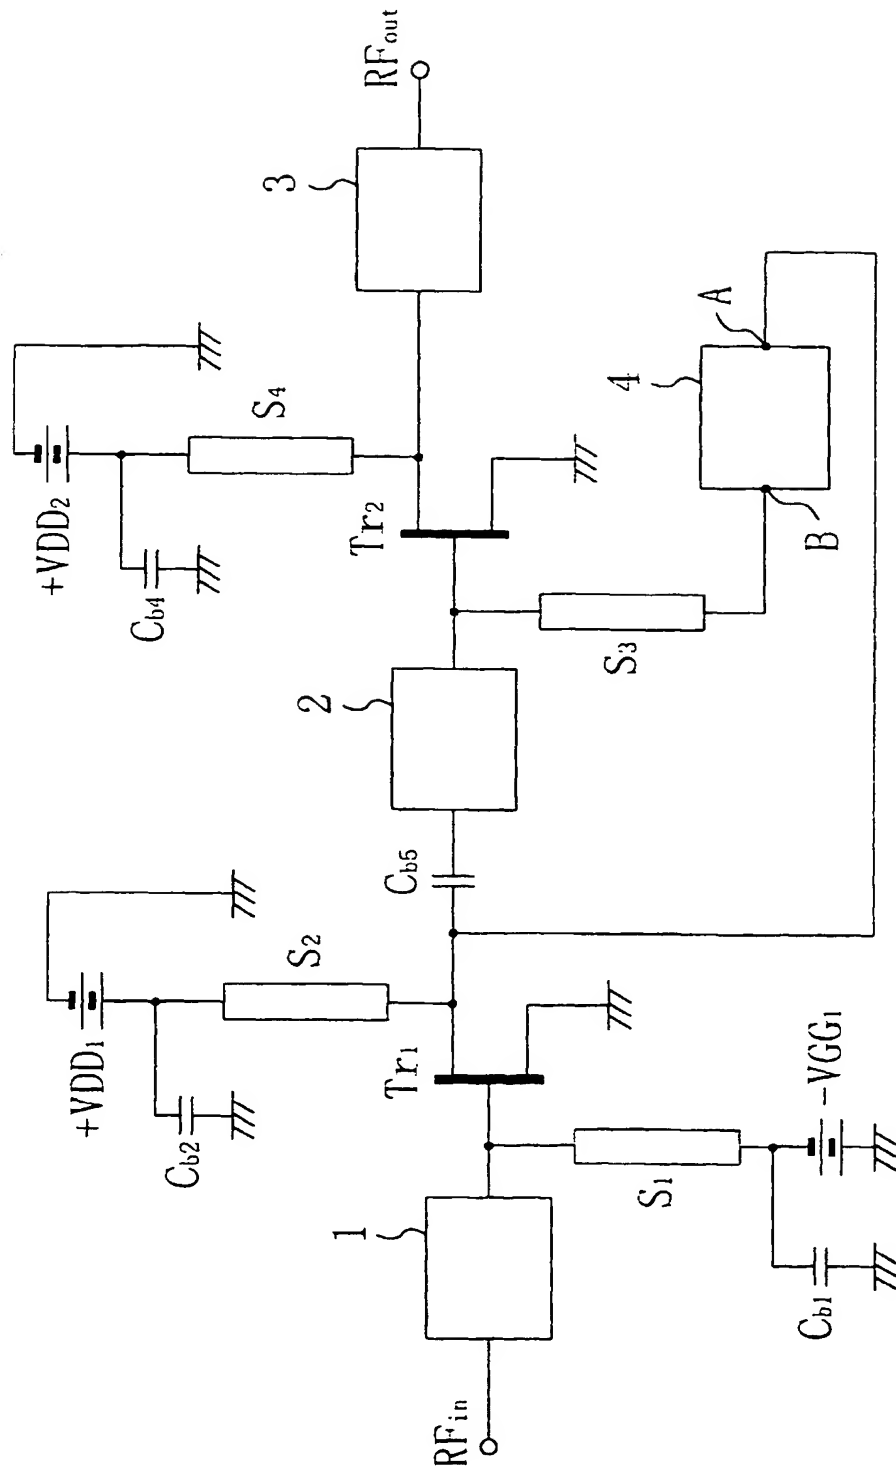 RFin
1
Cb1
S1
-VGG1
Tr1
Cb2
+VDD1
S2
Cb5
2
S3
Tr2
Cb4
+VDD2
S4
B
4
A
3
RFout